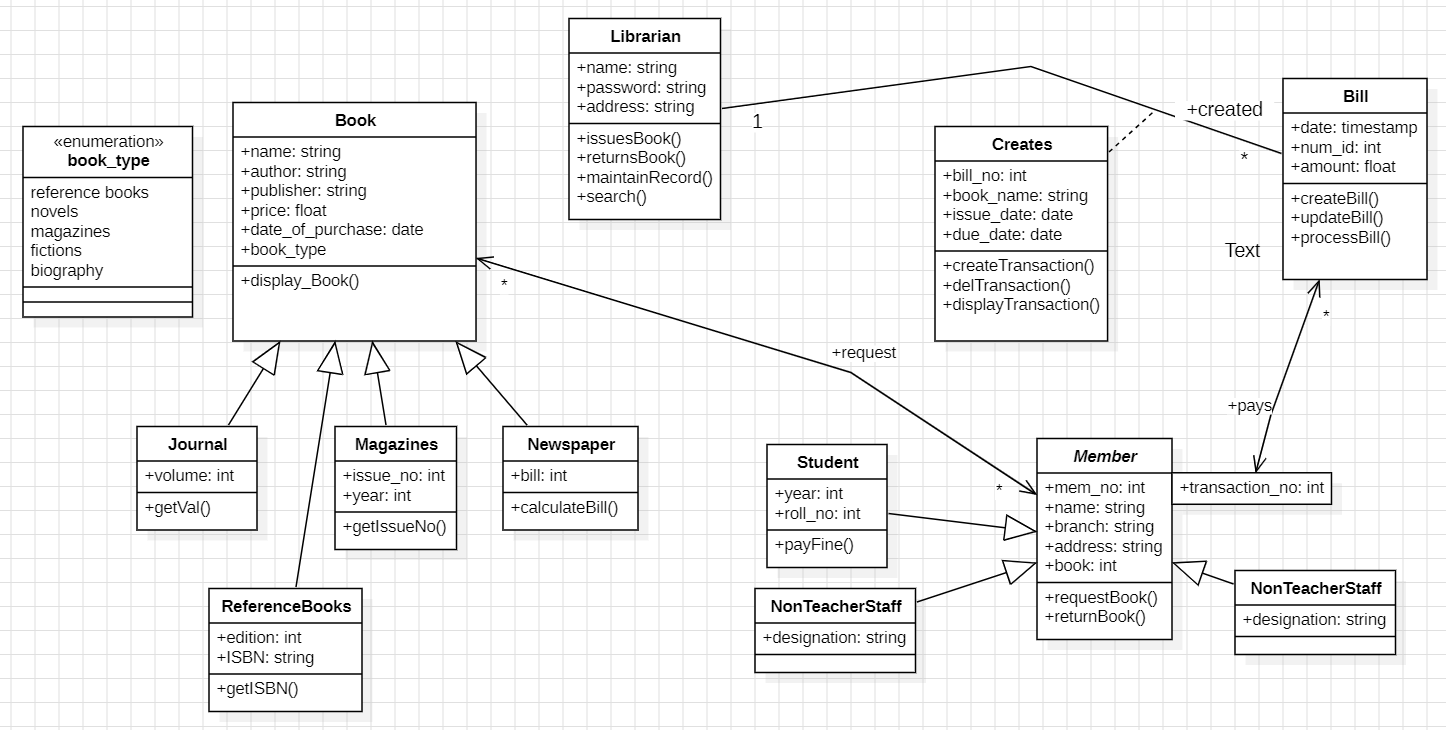 «enumeration»
book_type
reference books
novels
magazines
fictions
biography
Book
+name: string
+author: string
+publisher: string
+price: float
+date_of_purchase: date
+book_type
+display_Book()
Librarian
+name: string
+password: string
+address: string
+issuesBook()
+returnsBook()
+maintainRecord()
+search()
1
+created
*
Creates
+bill_no: int
+book_name: string
+issue_date: date
+due_date: date
+createTransaction()
+delTransaction()
+displayTransaction()
Bill
+date: timestamp
+num_id: int
+amount: float
+createBill()
+updateBill()
+processBill()
Text
*
+request
*
*
+pays
Journal
+volume: int
+getVal()
Magazines
+issue_no: int
+year: int
+getIssueNo()
Newspaper
+bill: int
+calculateBill()
ReferenceBooks
+edition: int
+ISBN: string
+getISBN()
Student
+year: int
+roll_no: int
+payFine()
Member
+mem_no: int
+name: string
+branch: string
+address: string
+book: int
+requestBook()
+returnBook()
+transaction_no: int
NonTeacherStaff
+designation: string
NonTeacherStaff
+designation: string